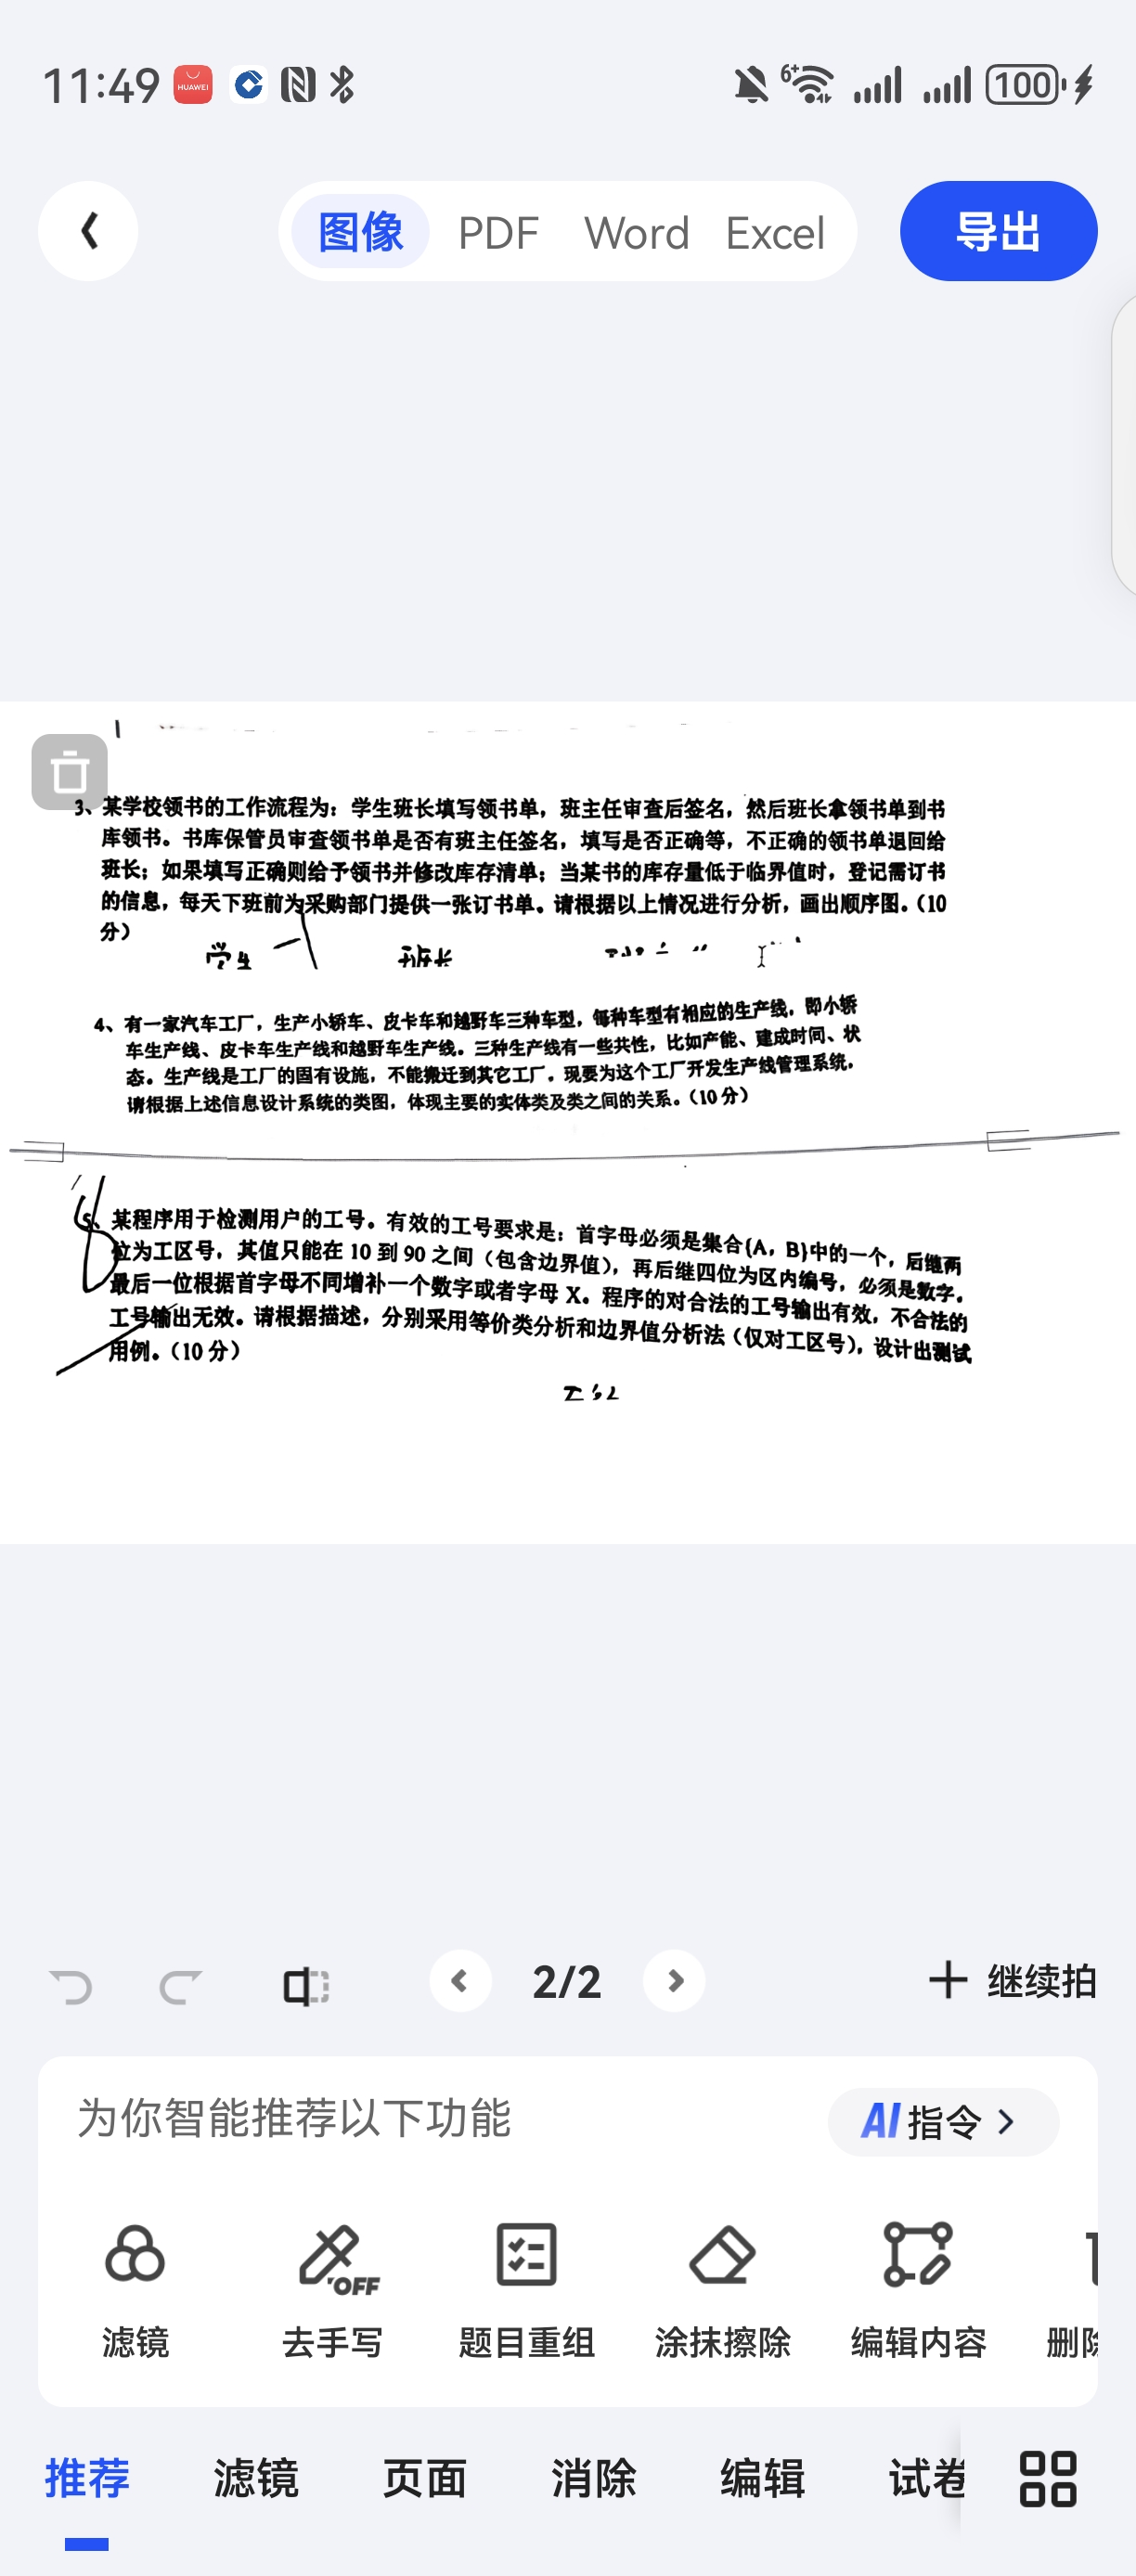 11:49
HUAWEI
6+
100
图像 PDF Word Excel 导出
3、某学校领书的工作流程为：学生班长填写领书单，班主任审查后签名，然后班长拿领书单到书
库领书。书库保管员审查领书单是否有班主任签名，填写是否正确等，不正确的领书单退回给
班长；如果填写正确则给予领书并修改库存清单；当某书的库存量低于临界值时，登记需订书
的信息，每天下班前为采购部门提供一张订书单。请根据以上情况进行分析，画出顺序图。（10
分）
学生 班长
4、有一家汽车工厂，生产小轿车、皮卡车和越野车三种车型，每种车型有相应的生产线，即小轿
车生产线、皮卡车生产线和越野车生产线。三种生产线有一些共性，比如产能、建成时间、状
态。生产线是工厂的固有设施，不能搬迁到其它工厂，现要为这个工厂开发生产线管理系统，
请根据上述信息设计系统的类图，体现主要的实体类及类之间的关系。（10 分）
5、某程序用于检测用户的工号。有效的工号要求是：首字母必须是集合{A，B}中的一个，后继两
位为工区号，其值只能在 10 到 90 之间（包含边界值），再后继四位为区内编号，必须是数字，
最后一位根据首字母不同增补一个数字或者字母 X。程序的对合法的工号输出有效，不合法的
工号输出无效。请根据描述，分别采用等价类分析和边界值分析法（仅对工区号），设计出测试
用例。（10 分）
2/2 继续拍
为你智能推荐以下功能 AI指令
OFF
滤镜 去手写 题目重组 涂抹擦除 编辑内容
推荐 滤镜 页面 消除 编辑 试卷